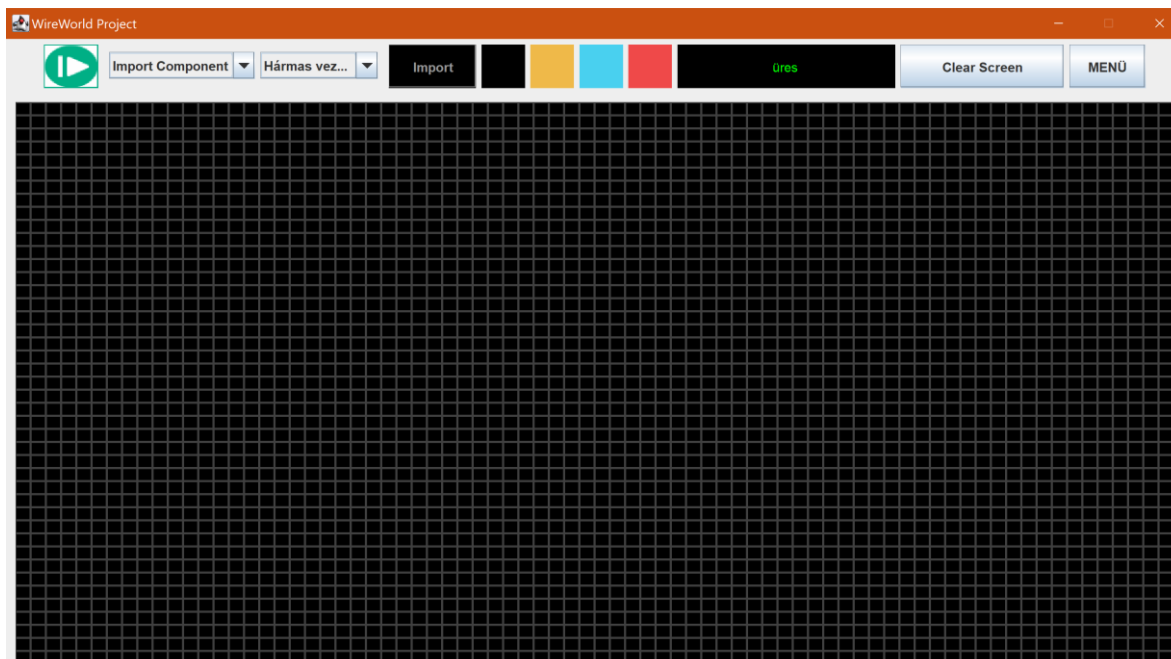 WireWorld Project
Import Component Hármas vez... Import üres Clear Screen MENÜ